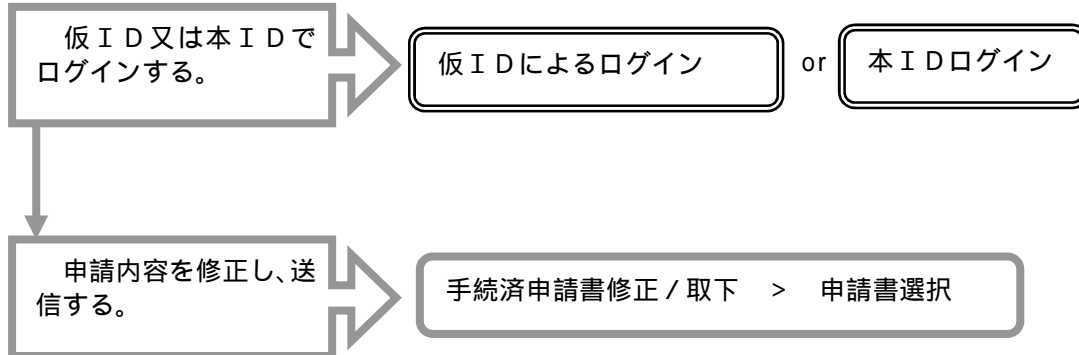 仮ＩＤ又は本ＩＤで
ログインする。
仮ＩＤによるログイン
or
本ＩＤログイン
申請内容を修正し、送
信する。
手続済申請書修正／取下　＞　申請書選択